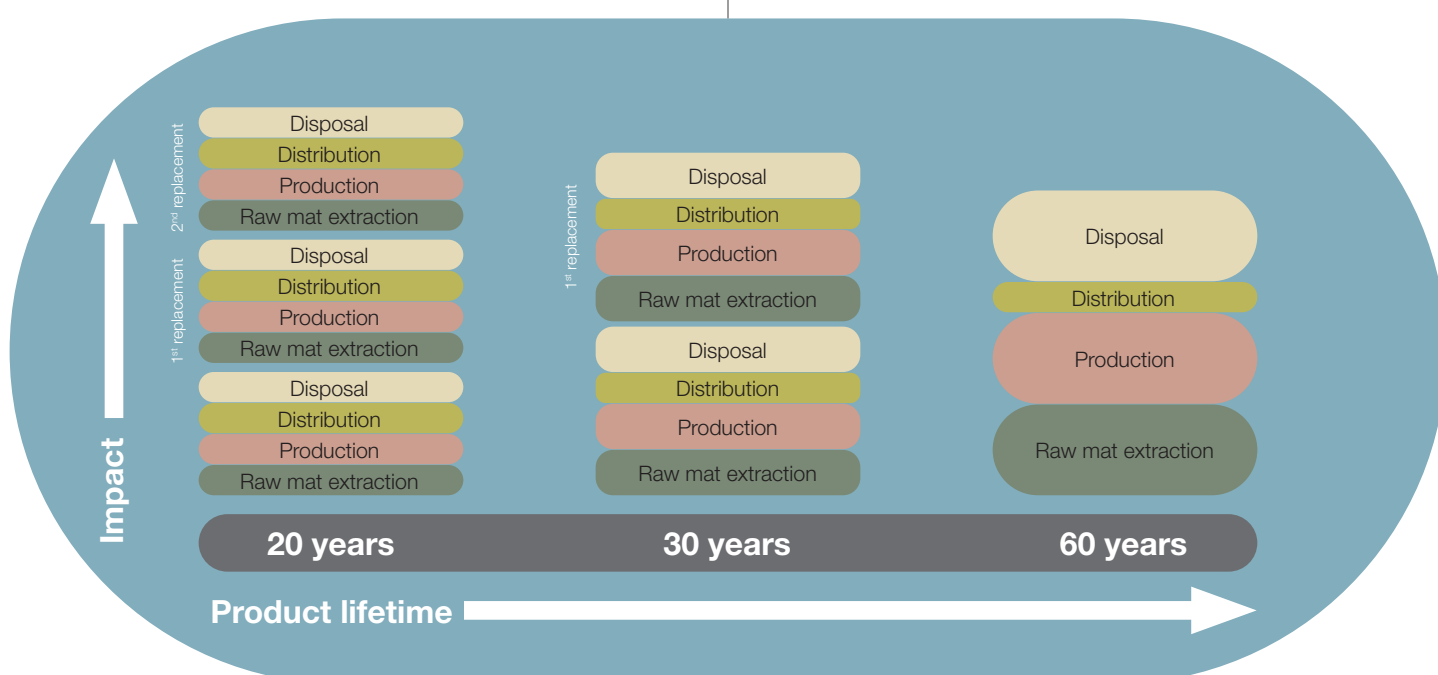 Impact
2nd replacement
Disposal
Distribution
Production
Raw mat extraction
1st replacement
Disposal
Distribution
Production
Raw mat extraction
Disposal
Distribution
Production
Raw mat extraction
1st replacement
Disposal
Distribution
Production
Raw mat extraction
Disposal
Distribution
Production
Raw mat extraction
Disposal
Distribution
Production
Raw mat extraction
20 years
30 years
60 years
Product lifetime